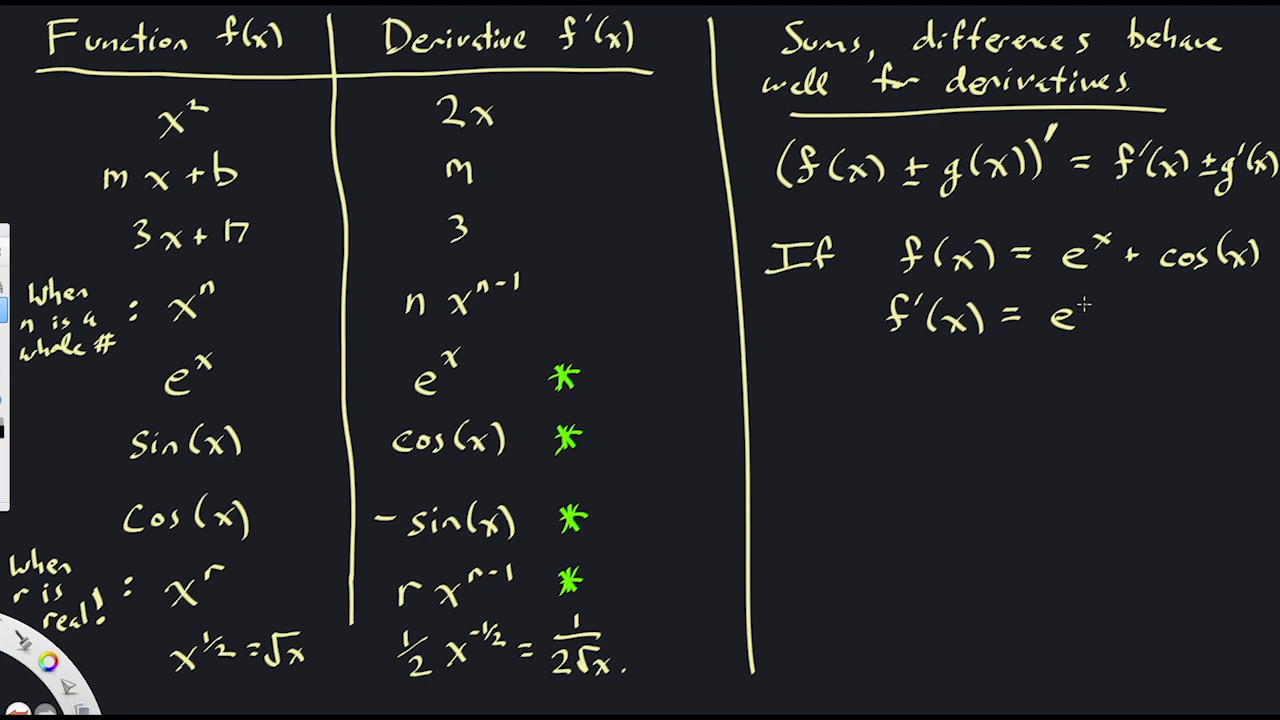 Function f(x) Derivative f'(x)
x² 2x
mx+b m
3x+17 3
When
n is a
whole # : xⁿ n xⁿ⁻¹
eˣ eˣ *
sin(x) cos(x) *
cos(x) -sin(x) *
When
r is
real! : xʳ r xʳ⁻¹ *
x^1/2 = √x 1/2 x^-1/2 = 1/2√x.
Sums, differences behave
well for derivatives.
(f(x) ± g(x))' = f'(x) ± g'(x)
If f(x) = eˣ + cos(x)
f'(x) = e